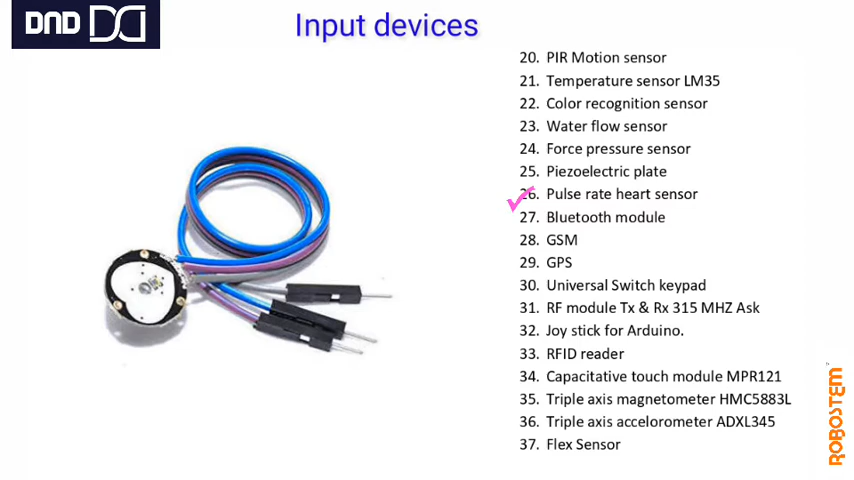 DND
Input devices
20. PIR Motion sensor
21. Temperature sensor LM35
22. Color recognition sensor
23. Water flow sensor
24. Force pressure sensor
25. Piezoelectric plate
26. Pulse rate heart sensor
27. Bluetooth module
28. GSM
29. GPS
30. Universal Switch keypad
31. RF module Tx & Rx 315 MHZ Ask
32. Joy stick for Arduino.
33. RFID reader
34. Capacitative touch module MPR121
35. Triple axis magnetometer HMC5883L
36. Triple axis accelorometer ADXL345
37. Flex Sensor
ROBOSTEM